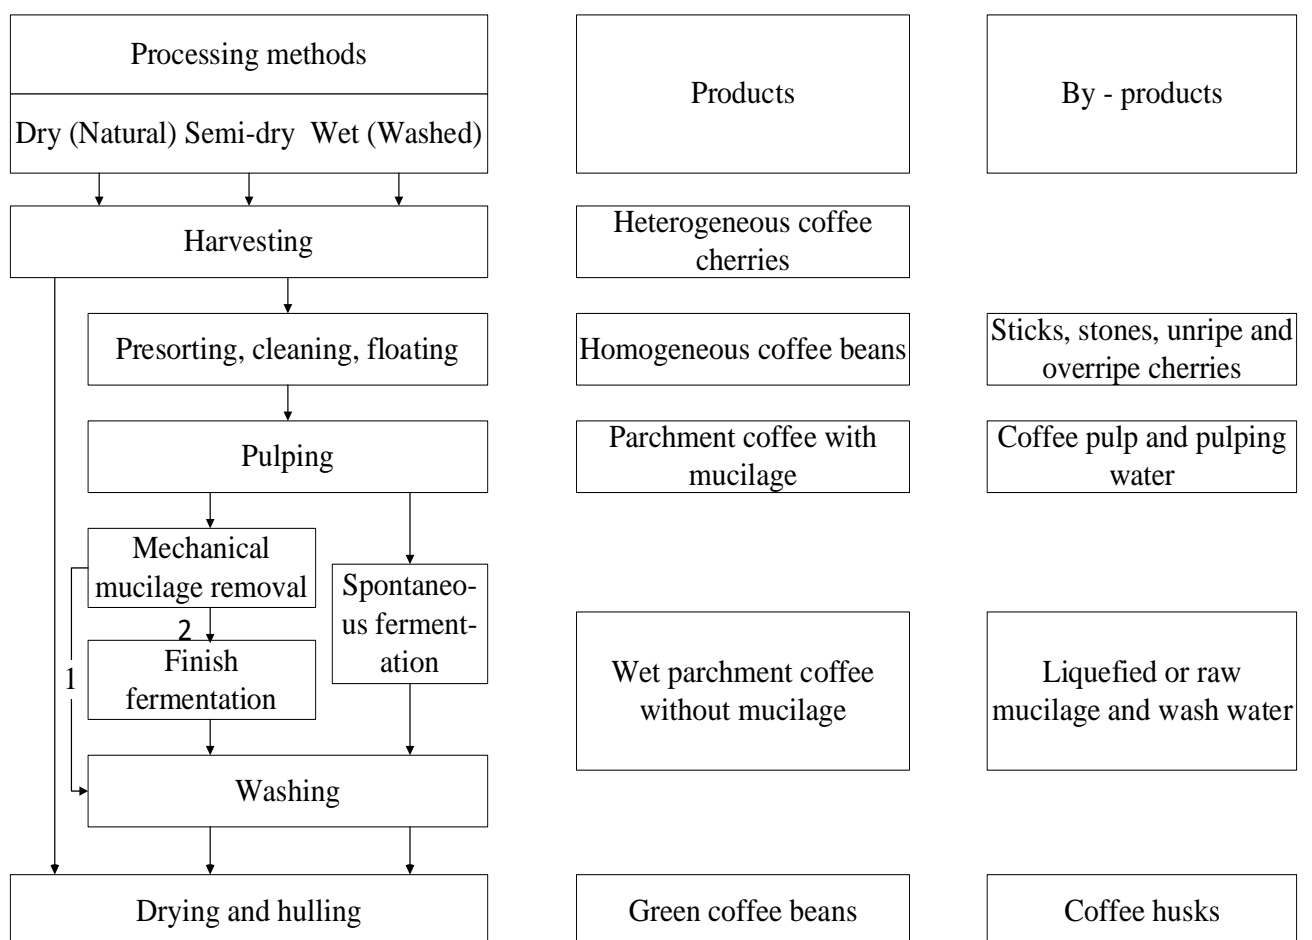 Processing methods
Products
By - products
Dry (Natural) Semi-dry Wet (Washed)
Harvesting
Heterogeneous coffee
cherries
Presorting, cleaning, floating
Homogeneous coffee beans
Sticks, stones, unripe and
overripe cherries
Pulping
Parchment coffee with
mucilage
Coffee pulp and pulping
water
Mechanical
mucilage removal
Spontaneo-
us ferment-
ation
2
1
Finish
fermentation
Wet parchment coffee
without mucilage
Liquefied or raw
mucilage and wash water
Washing
Drying and hulling
Green coffee beans
Coffee husks